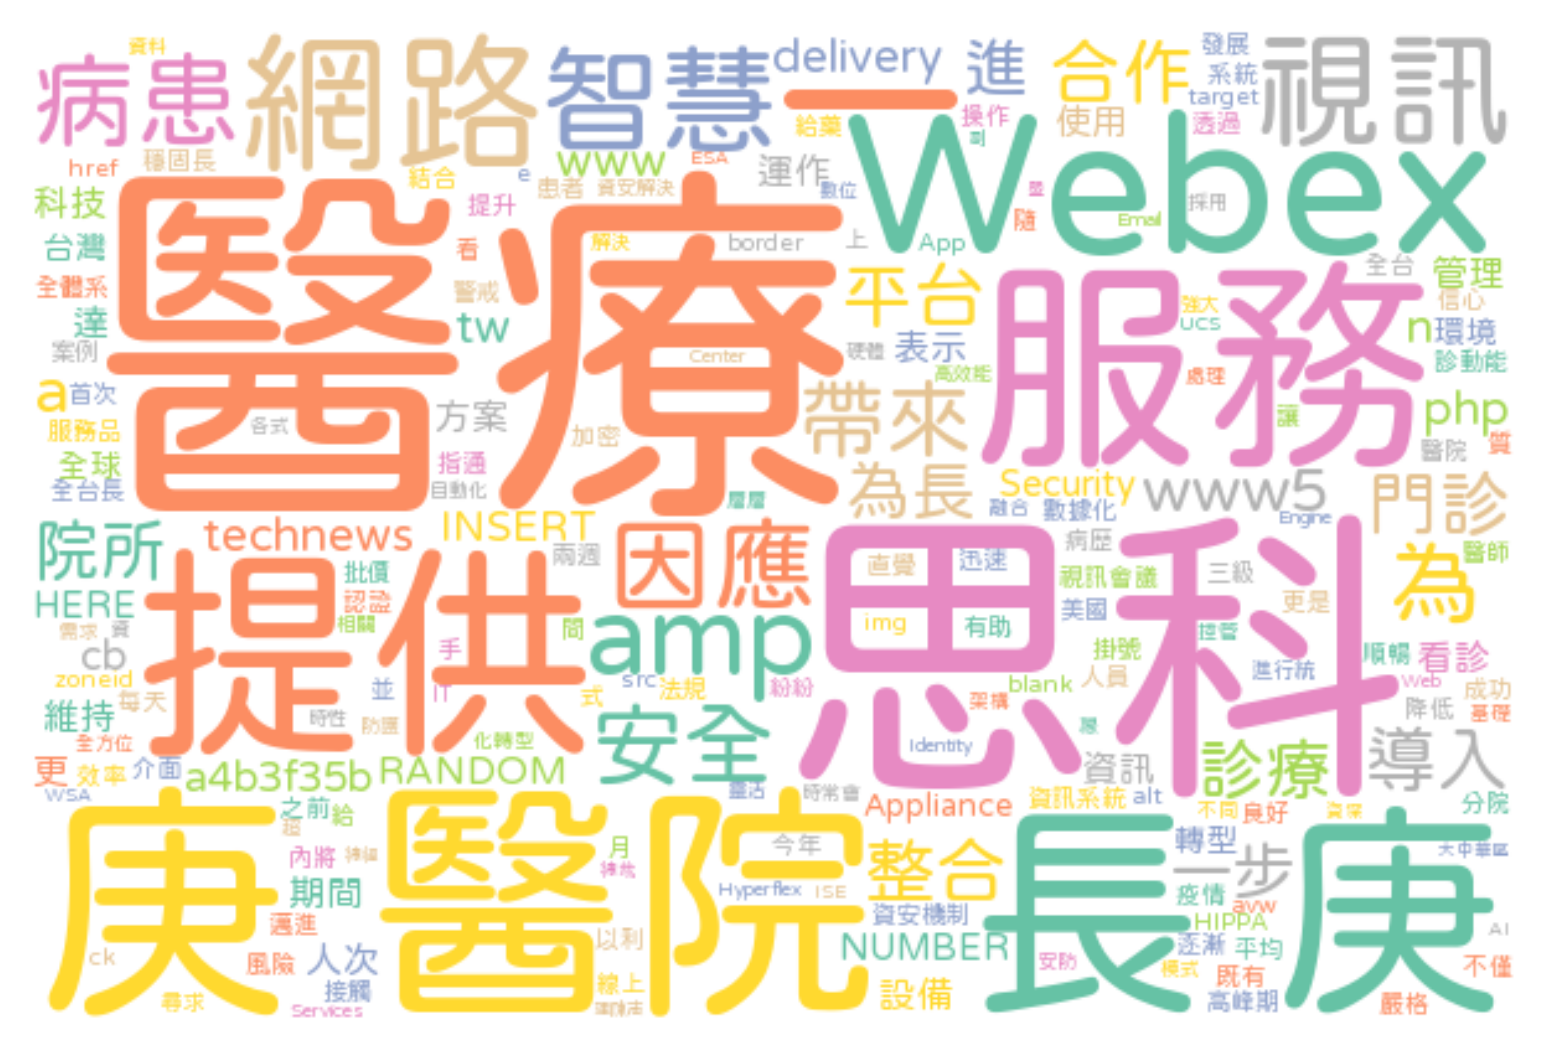 資料
病患
網路
智慧
delivery
進
合作
發展
系統
target
視訊
一
給藥
操作
司
使用
透過
Webex
href
穩固長
結合
www
ESA
e
患者
資安解決
運作
數位
採用
Email
隨
科技
提升
台灣
看
解決
border
上
App
全台
管理
信心
醫療
全體系
警戒
平台
服務
強大
UCS
n
環境
達
tw
案例
Center
硬體
表示
診動能
高效能
處理
a
首次
各式
方案
帶來
讓
php
服務品
加密
醫院
質
全球
指通
全台長
自動化
層層
為長
Security
www5
門診
融合
數據化
Engine
院所
technews
INSERT
因應
思科
病歷
醫師
兩週
直覺
迅速
視訊會議
三級
為
HERE
提供
批價
認證
相關
美國
更是
需求
資
手
問
amp
img
有助
控管
cb
掛號
順暢
看診
zoneid
src
法規
紛紛
blank
人員
進行統
Web
每天
並
IT
式
架構
成功
維持
時性
防護
降低
基礎
全方位
化轉型
安全
Identity
資訊
診療
導入
更
效率
介面
a4b3f35b
RANDOM
WSA
之前
給
靈活
時常會
Appliance
資訊系統
alt
不同
良好
資深
分院
庚
醫院
長庚
超
月
今年
整合
轉型
一步
大中華區
內將
期間
Hyperflex
ISE
資安機制
疫情
avw
HIPPA
邁進
以利
NUMBER
逐漸
平均
AI
ck
風險
人次
安防
模式
既有
不僅
接觸
線上
設備
尋求
Services
高峰期
嚴格